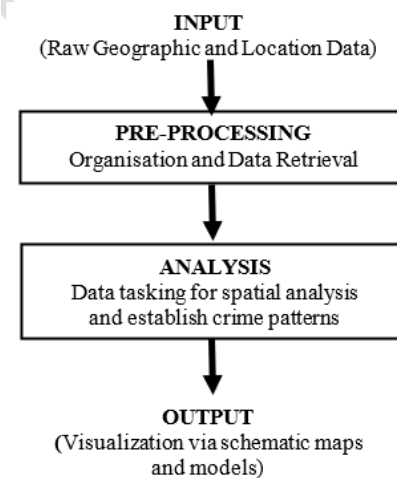 INPUT
(Raw Geographic and Location Data)
PRE-PROCESSING
Organisation and Data Retrieval
ANALYSIS
Data tasking for spatial analysis
and establish crime patterns
OUTPUT
(Visualization via schematic maps
and models)